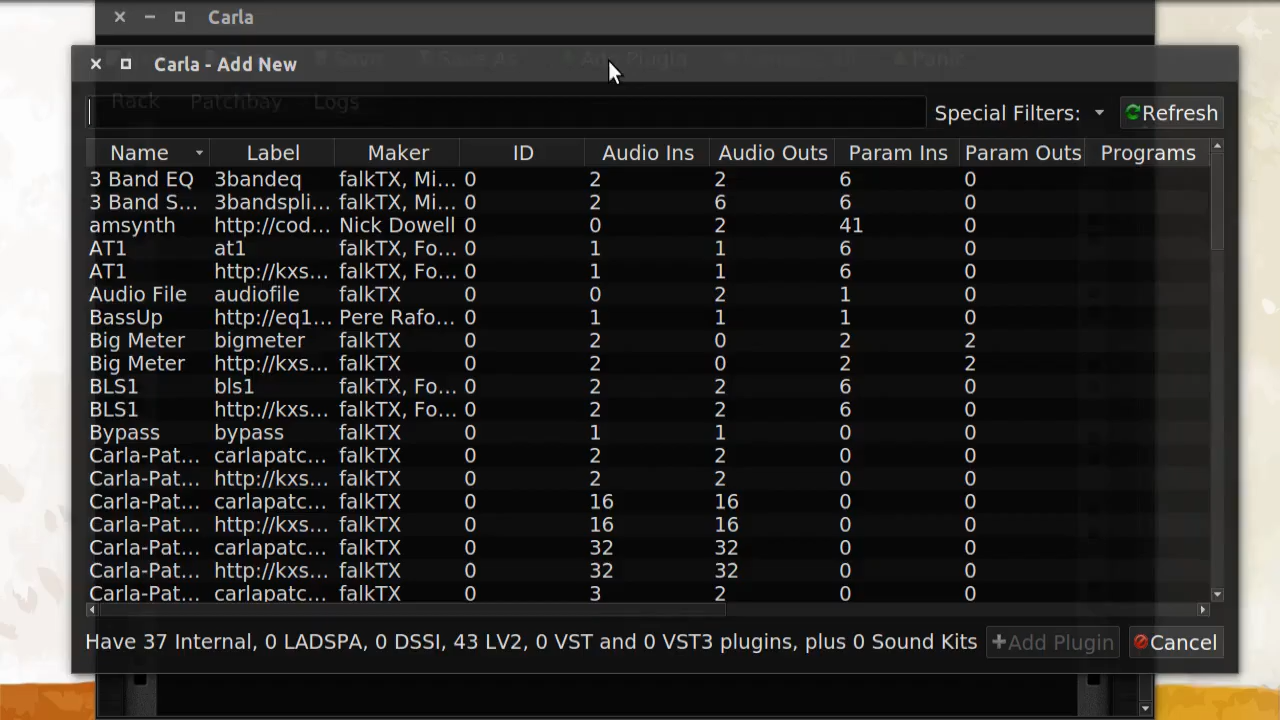 Carla
Save Save As Add Plugin Panic
Carla - Add New
Rack Patchbay Logs
Special Filters: Refresh
Name Label Maker ID Audio Ins Audio Outs Param Ins Param Outs Programs
3 Band EQ 3bandeq falkTX, Mi... 0 2 2 6 0
3 Band S... 3bandspli... falkTX, Mi... 0 2 6 6 0
amsynth http://cod... Nick Dowell 0 0 2 41 0
AT1 at1 falkTX, Fo... 0 1 1 6 0
AT1 http://kxs... falkTX, Fo... 0 1 1 6 0
Audio File audiofile falkTX 0 0 2 1 0
BassUp http://eq1... Pere Rafo... 0 1 1 1 0
Big Meter bigmeter falkTX 0 2 0 2 2
Big Meter http://kxs... falkTX 0 2 0 2 2
BLS1 bls1 falkTX, Fo... 0 2 2 6 0
BLS1 http://kxs... falkTX, Fo... 0 2 2 6 0
Bypass bypass falkTX 0 1 1 0 0
Carla-Pat... carlapatc... falkTX 0 2 2 0 0
Carla-Pat... http://kxs... falkTX 0 2 2 0 0
Carla-Pat... carlapatc... falkTX 0 16 16 0 0
Carla-Pat... http://kxs... falkTX 0 16 16 0 0
Carla-Pat... carlapatc... falkTX 0 32 32 0 0
Carla-Pat... http://kxs... falkTX 0 32 32 0 0
Carla-Pat... carlapatc... falkTX 0 3 2 0 0
Have 37 Internal, 0 LADSPA, 0 DSSI, 43 LV2, 0 VST and 0 VST3 plugins, plus 0 Sound Kits Add Plugin Cancel